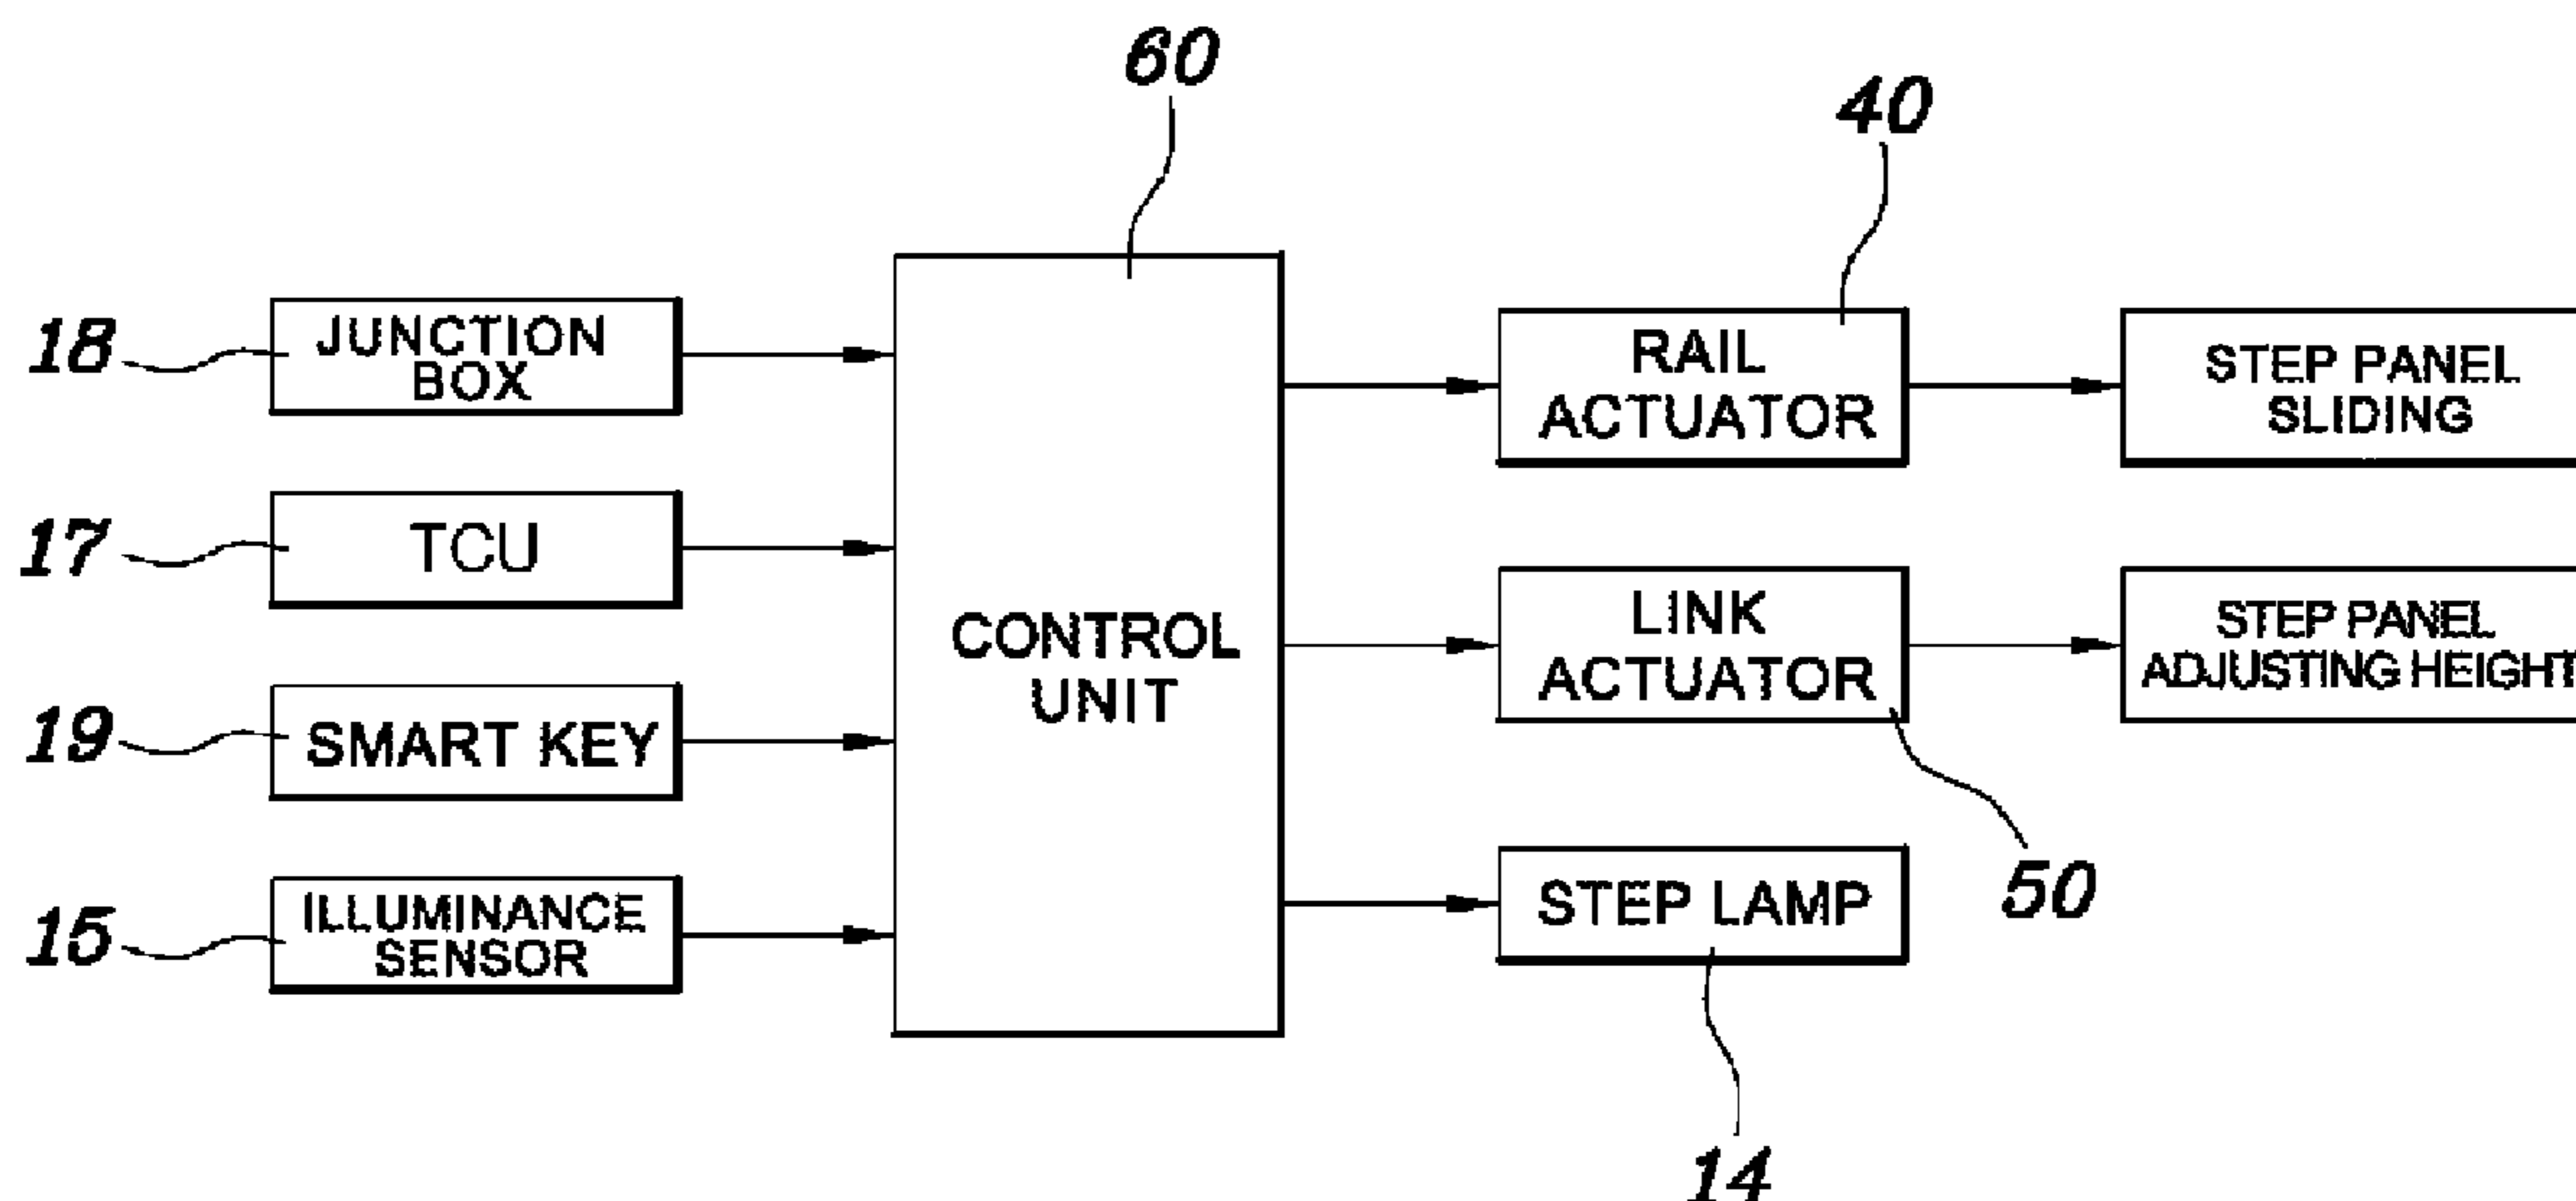 60
40
18
JUNCTION
BOX
RAIL
ACTUATOR
STEP PANEL
SLIDING
17
TCU
CONTROL
UNIT
LINK
ACTUATOR
STEP PANEL
ADJUSTING HEIGHT
19
SMART KEY
50
15
ILLUMINANCE
SENSOR
STEP LAMP
14